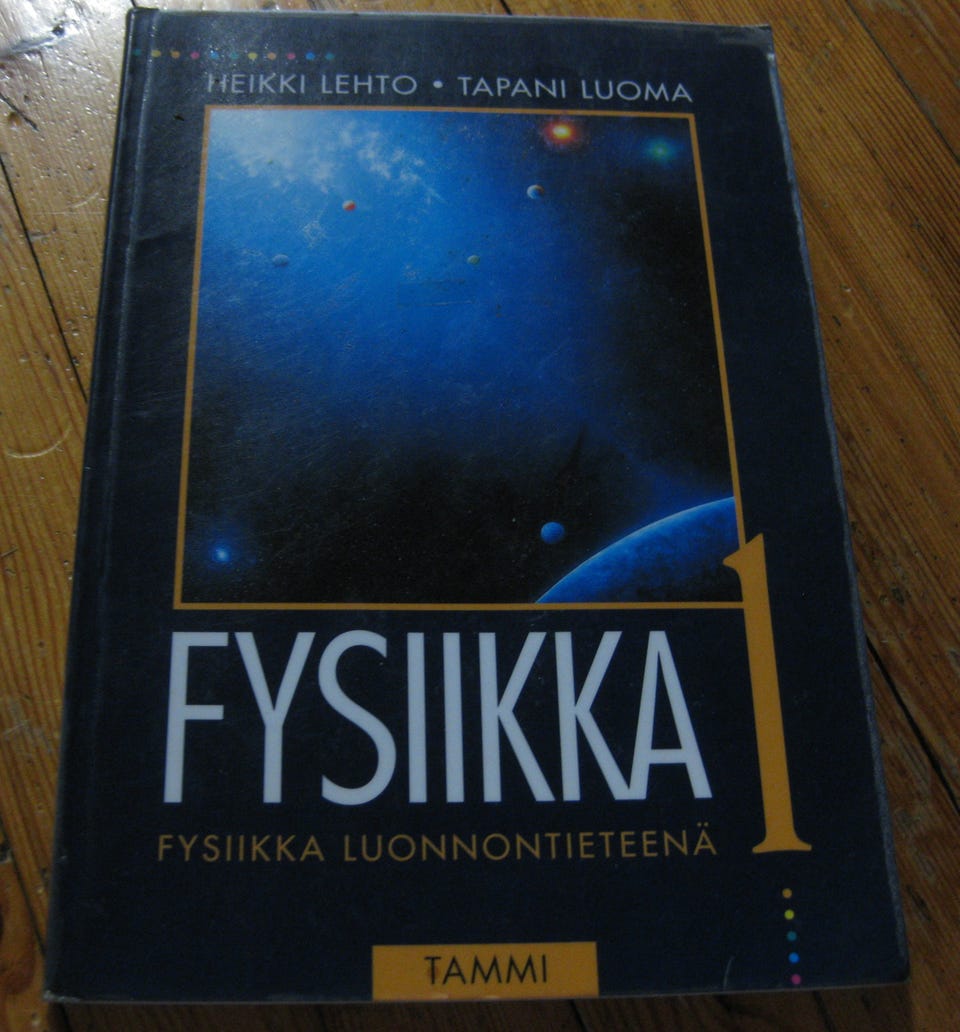 HEIKKI LEHTO • TAPANI LUOMA
FYSIIKKA 1
FYSIIKKA LUONNONTIETEENÄ
TAMMI